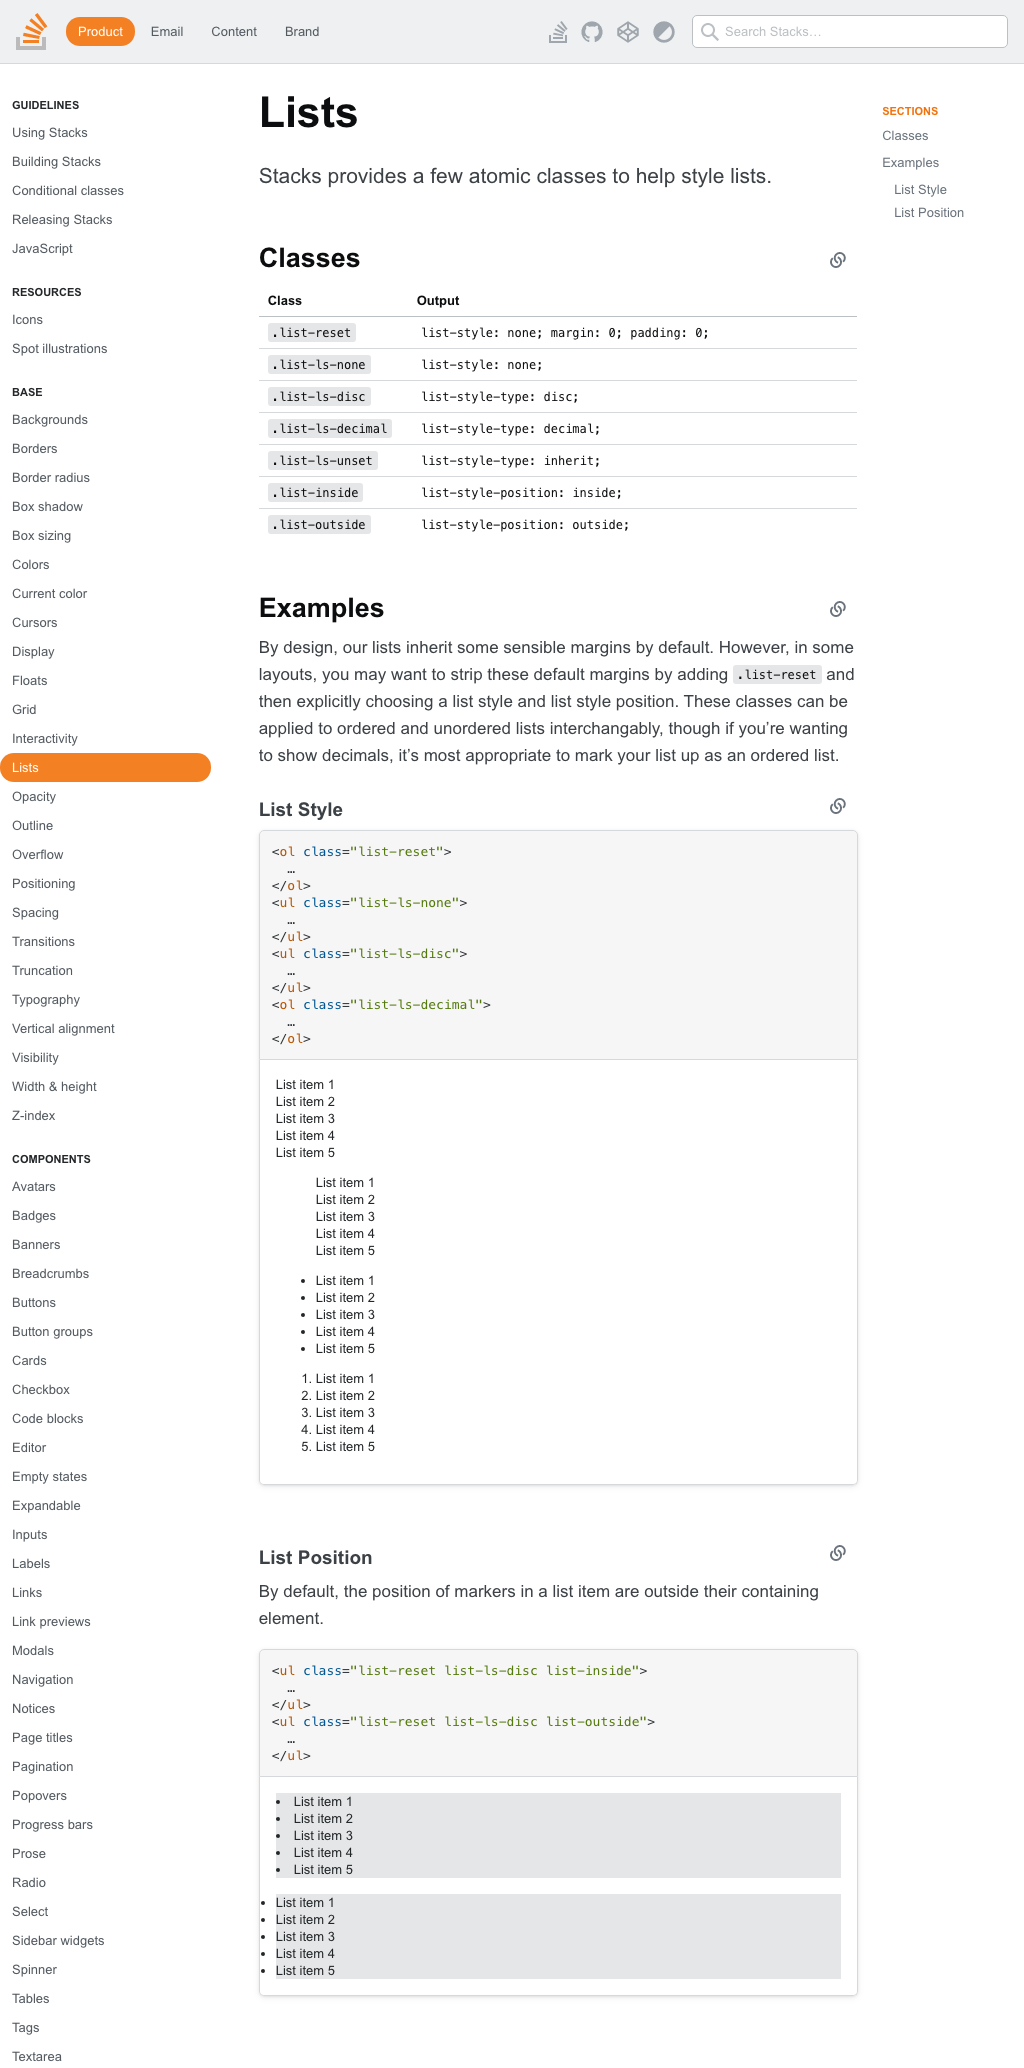 Product
Email
Content
Brand
Search Stacks…
GUIDELINES
Using Stacks
Building Stacks
Conditional classes
Releasing Stacks
JavaScript
RESOURCES
Icons
Spot illustrations
BASE
Backgrounds
Borders
Border radius
Box shadow
Box sizing
Colors
Current color
Cursors
Display
Floats
Grid
Interactivity
Lists
Opacity
Outline
Overflow
Positioning
Spacing
Transitions
Truncation
Typography
Vertical alignment
Visibility
Width & height
Z-index
COMPONENTS
Avatars
Badges
Banners
Breadcrumbs
Buttons
Button groups
Cards
Checkbox
Code blocks
Editor
Empty states
Expandable
Inputs
Labels
Links
Link previews
Modals
Navigation
Notices
Page titles
Pagination
Popovers
Progress bars
Prose
Radio
Select
Sidebar widgets
Spinner
Tables
Tags
Textarea
Lists
Stacks provides a few atomic classes to help style lists.
Classes
Class Output
.list-reset list-style: none; margin: 0; padding: 0;
.list-ls-none list-style: none;
.list-ls-disc list-style-type: disc;
.list-ls-decimal list-style-type: decimal;
.list-ls-unset list-style-type: inherit;
.list-inside list-style-position: inside;
.list-outside list-style-position: outside;
Examples
By design, our lists inherit some sensible margins by default. However, in some
layouts, you may want to strip these default margins by adding .list-reset and
then explicitly choosing a list style and list style position. These classes can be
applied to ordered and unordered lists interchangably, though if you’re wanting
to show decimals, it’s most appropriate to mark your list up as an ordered list.
List Style
<ol class="list-reset">
…
</ol>
<ul class="list-ls-none">
…
</ul>
<ul class="list-ls-disc">
…
</ul>
<ol class="list-ls-decimal">
…
</ol>
List item 1
List item 2
List item 3
List item 4
List item 5
List item 1
List item 2
List item 3
List item 4
List item 5
• List item 1
• List item 2
• List item 3
• List item 4
• List item 5
1. List item 1
2. List item 2
3. List item 3
4. List item 4
5. List item 5
List Position
By default, the position of markers in a list item are outside their containing
element.
<ul class="list-reset list-ls-disc list-inside">
…
</ul>
<ul class="list-reset list-ls-disc list-outside">
…
</ul>
• List item 1
• List item 2
• List item 3
• List item 4
• List item 5
• List item 1
• List item 2
• List item 3
• List item 4
• List item 5
SECTIONS
Classes
Examples
List Style
List Position